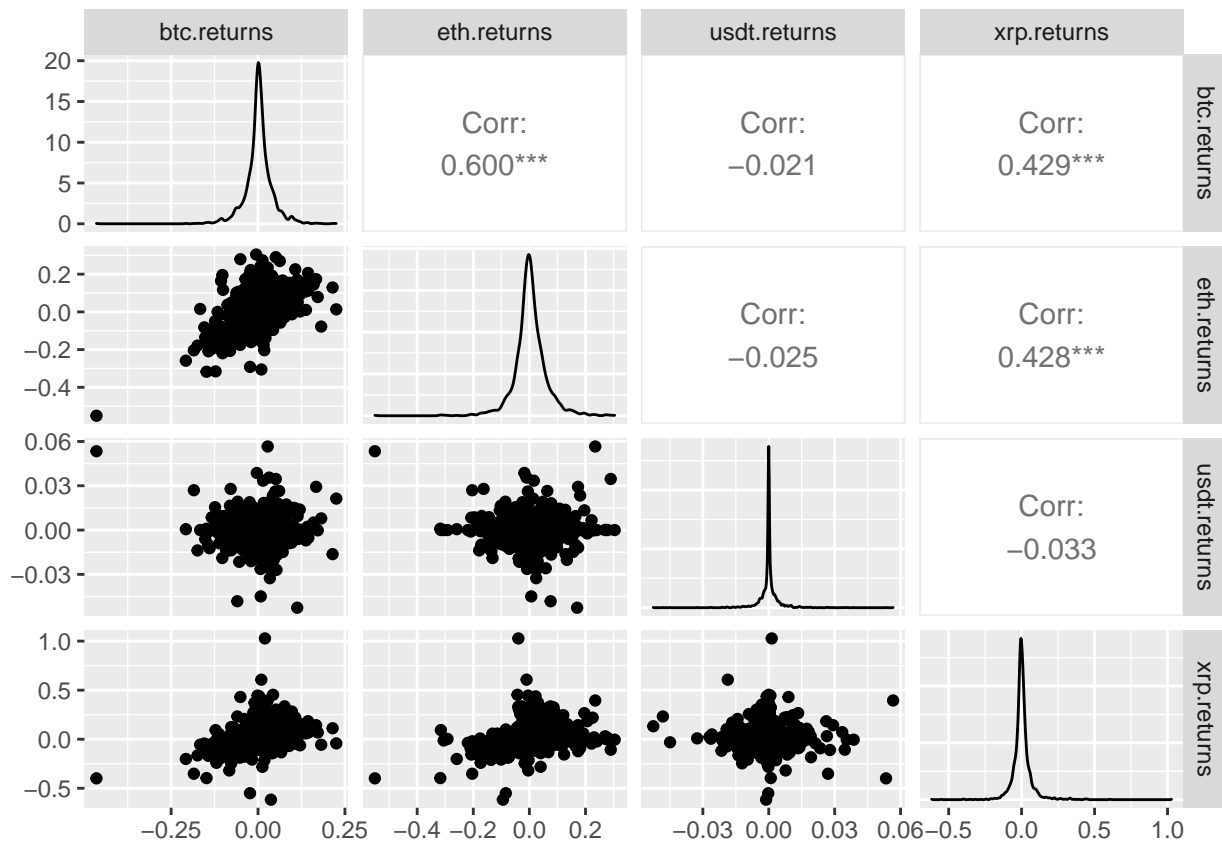 btc.returns eth.returns usdt.returns xrp.returns
20
15
10
5
0
Corr:
0.600***
Corr:
−0.021
Corr:
0.429***
btc.returns
0.2
0.0
−0.2
−0.4
Corr:
−0.025
Corr:
0.428***
eth.returns
0.06
0.03
0.00
−0.03
Corr:
−0.033
usdt.returns
1.0
0.5
0.0
−0.5
xrp.returns
−0.25 0.00 0.25 −0.4 −0.2 0.0 0.2 −0.03 0.00 0.03 0.06 −0.5 0.0 0.5 1.0